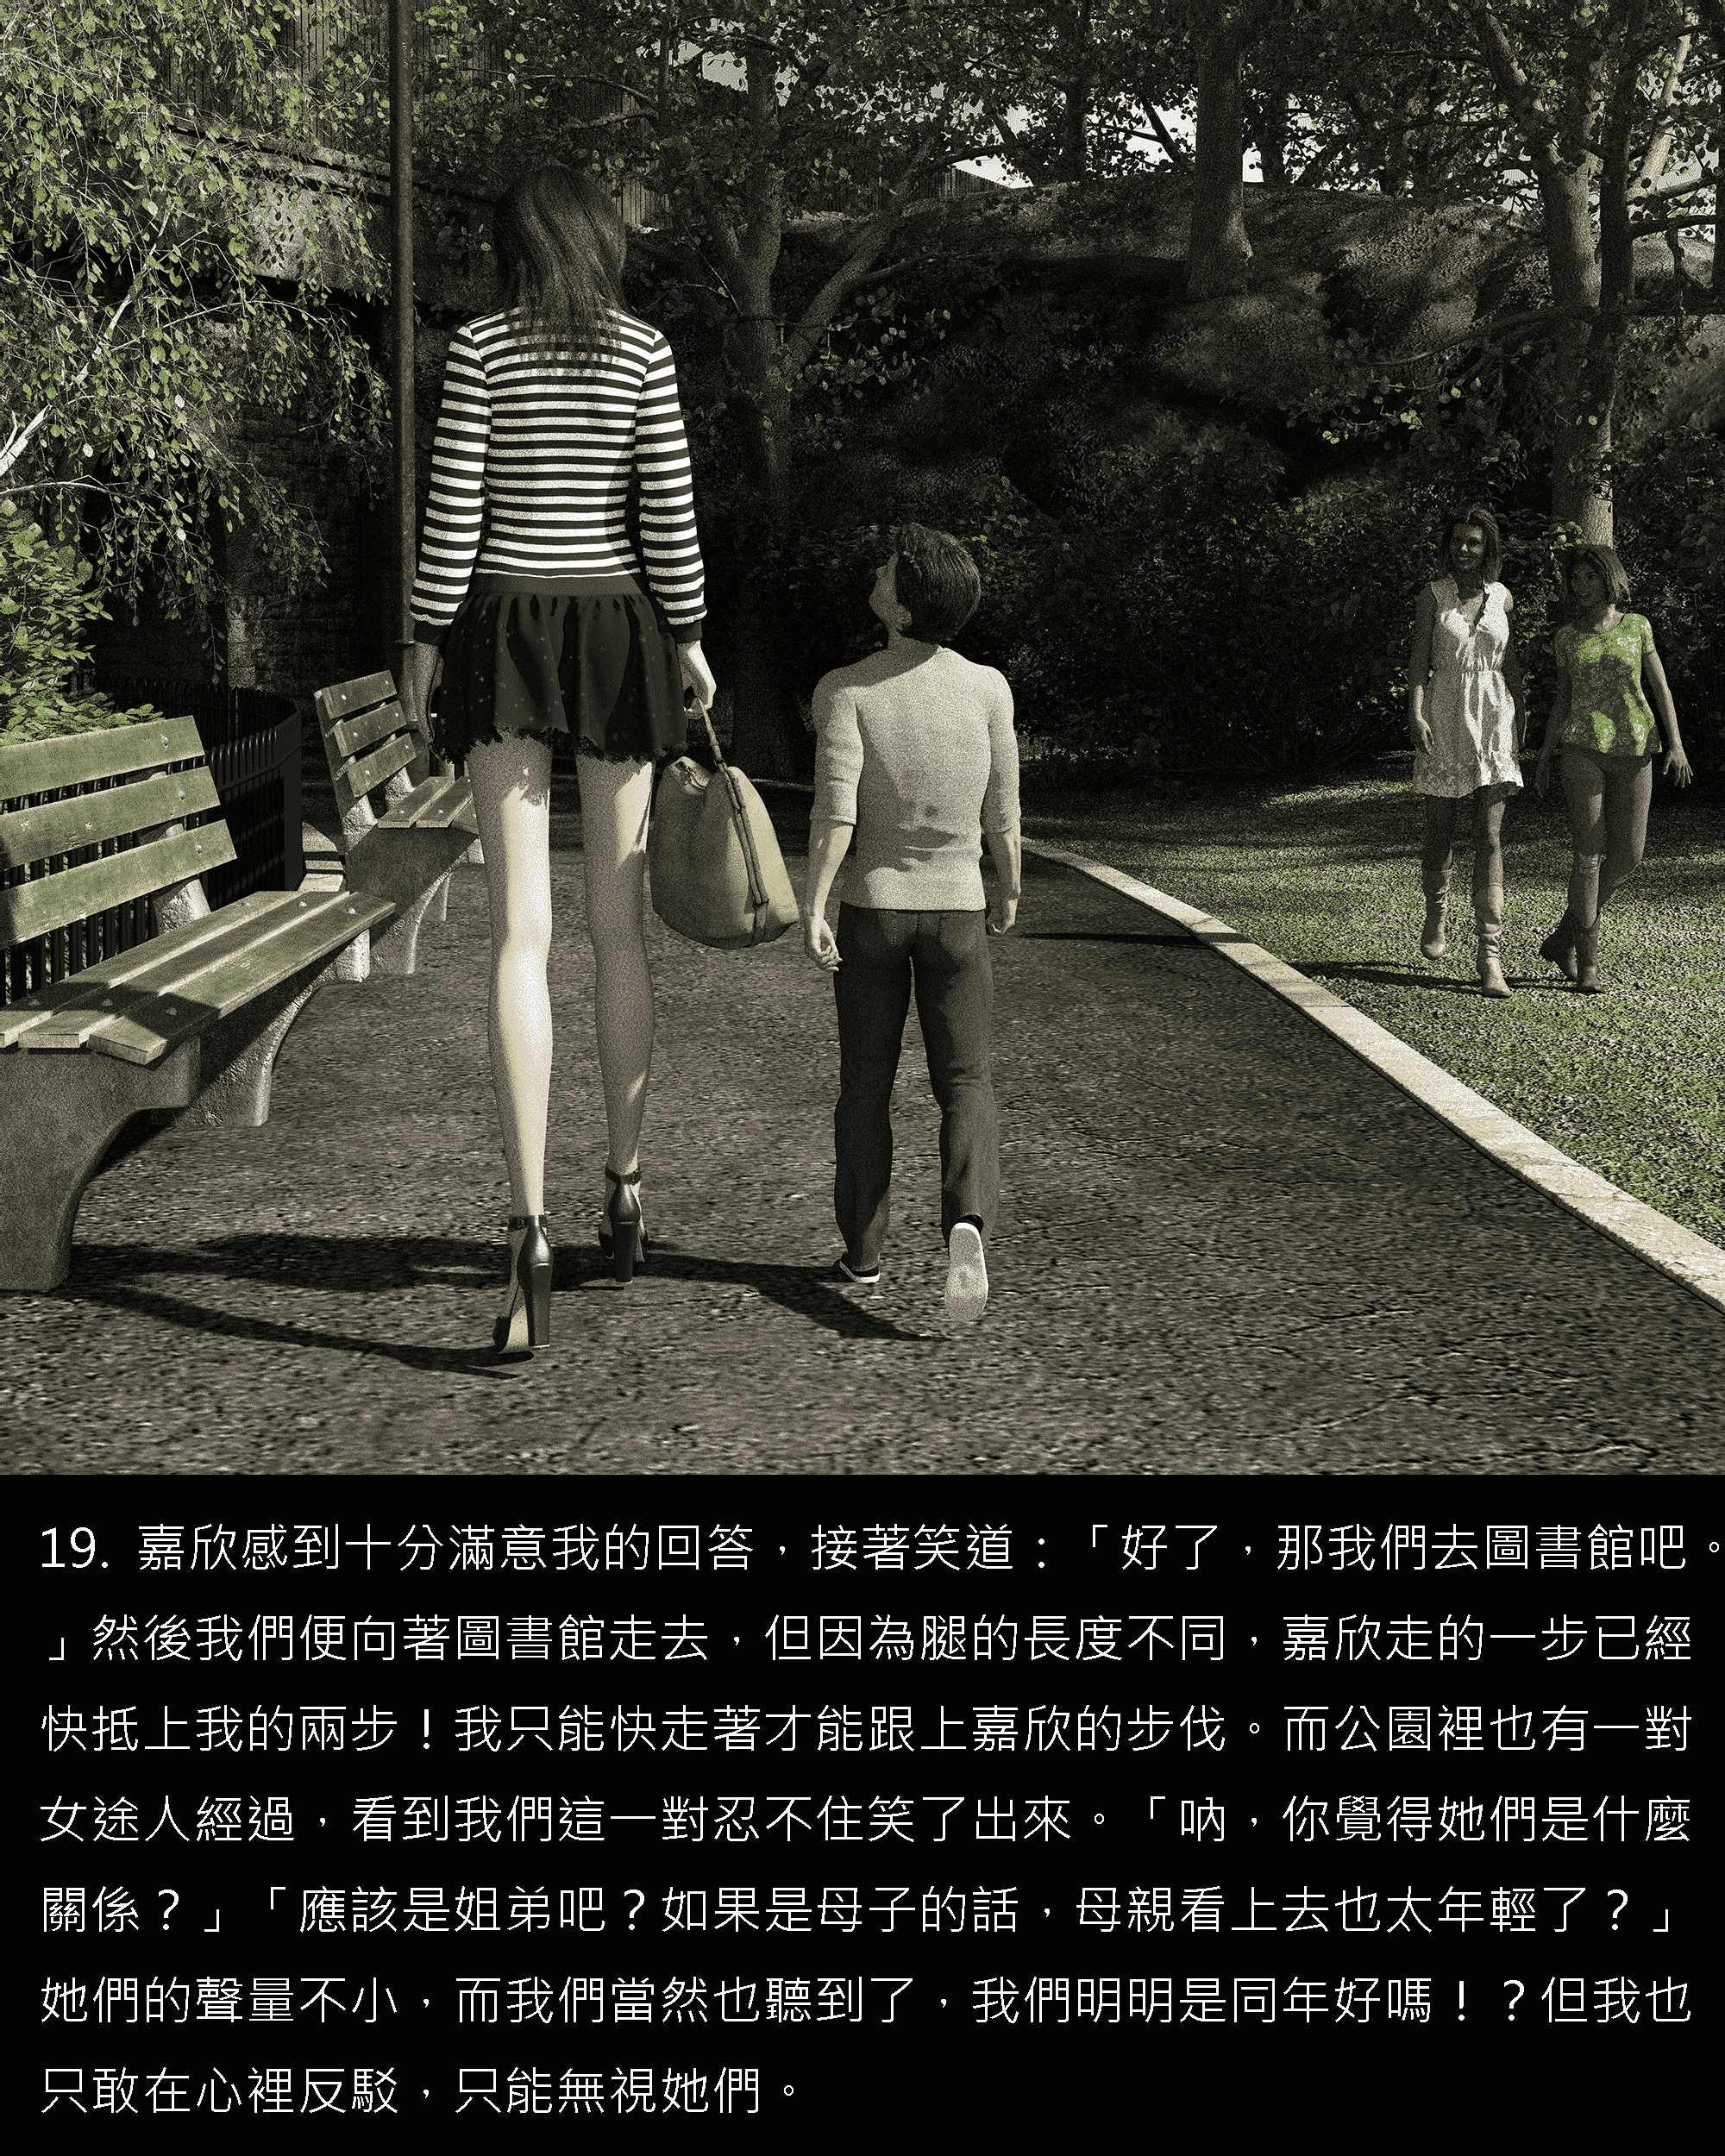 19. 嘉欣感到十分滿意我的回答，接著笑道：「好了，那我們去圖書館吧。
」然後我們便向著圖書館走去，但因為腿的長度不同，嘉欣走的一步已經
快抵上我的兩步！我只能快走著才能跟上嘉欣的步伐。而公園裡也有一對
女途人經過，看到我們這一對忍不住笑了出來。「吶，你覺得她們是什麼
關係？」「應該是姐弟吧？如果是母子的話，母親看上去也太年輕了？」
她們的聲量不小，而我們當然也聽到了，我們明明是同年好嗎！？但我也
只敢在心裡反駁，只能無視她們。